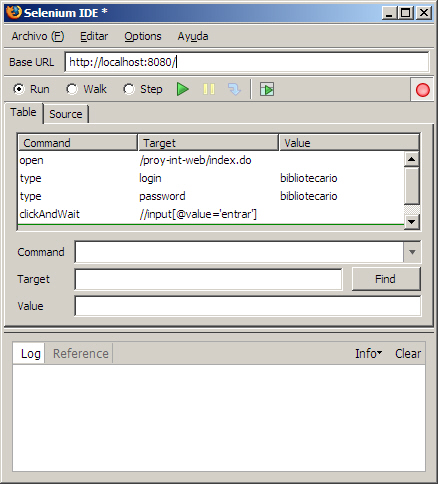 Selenium IDE *
Archivo (F) Editar Options Ayuda
Base URL http://localhost:8080/
Run Walk Step
Table Source
Command Target Value
open /proy-int-web/index.do
type login bibliotecario
type password bibliotecario
clickAndWait //input[@value='entrar']
Command
Target Find
Value
Log Reference Info Clear